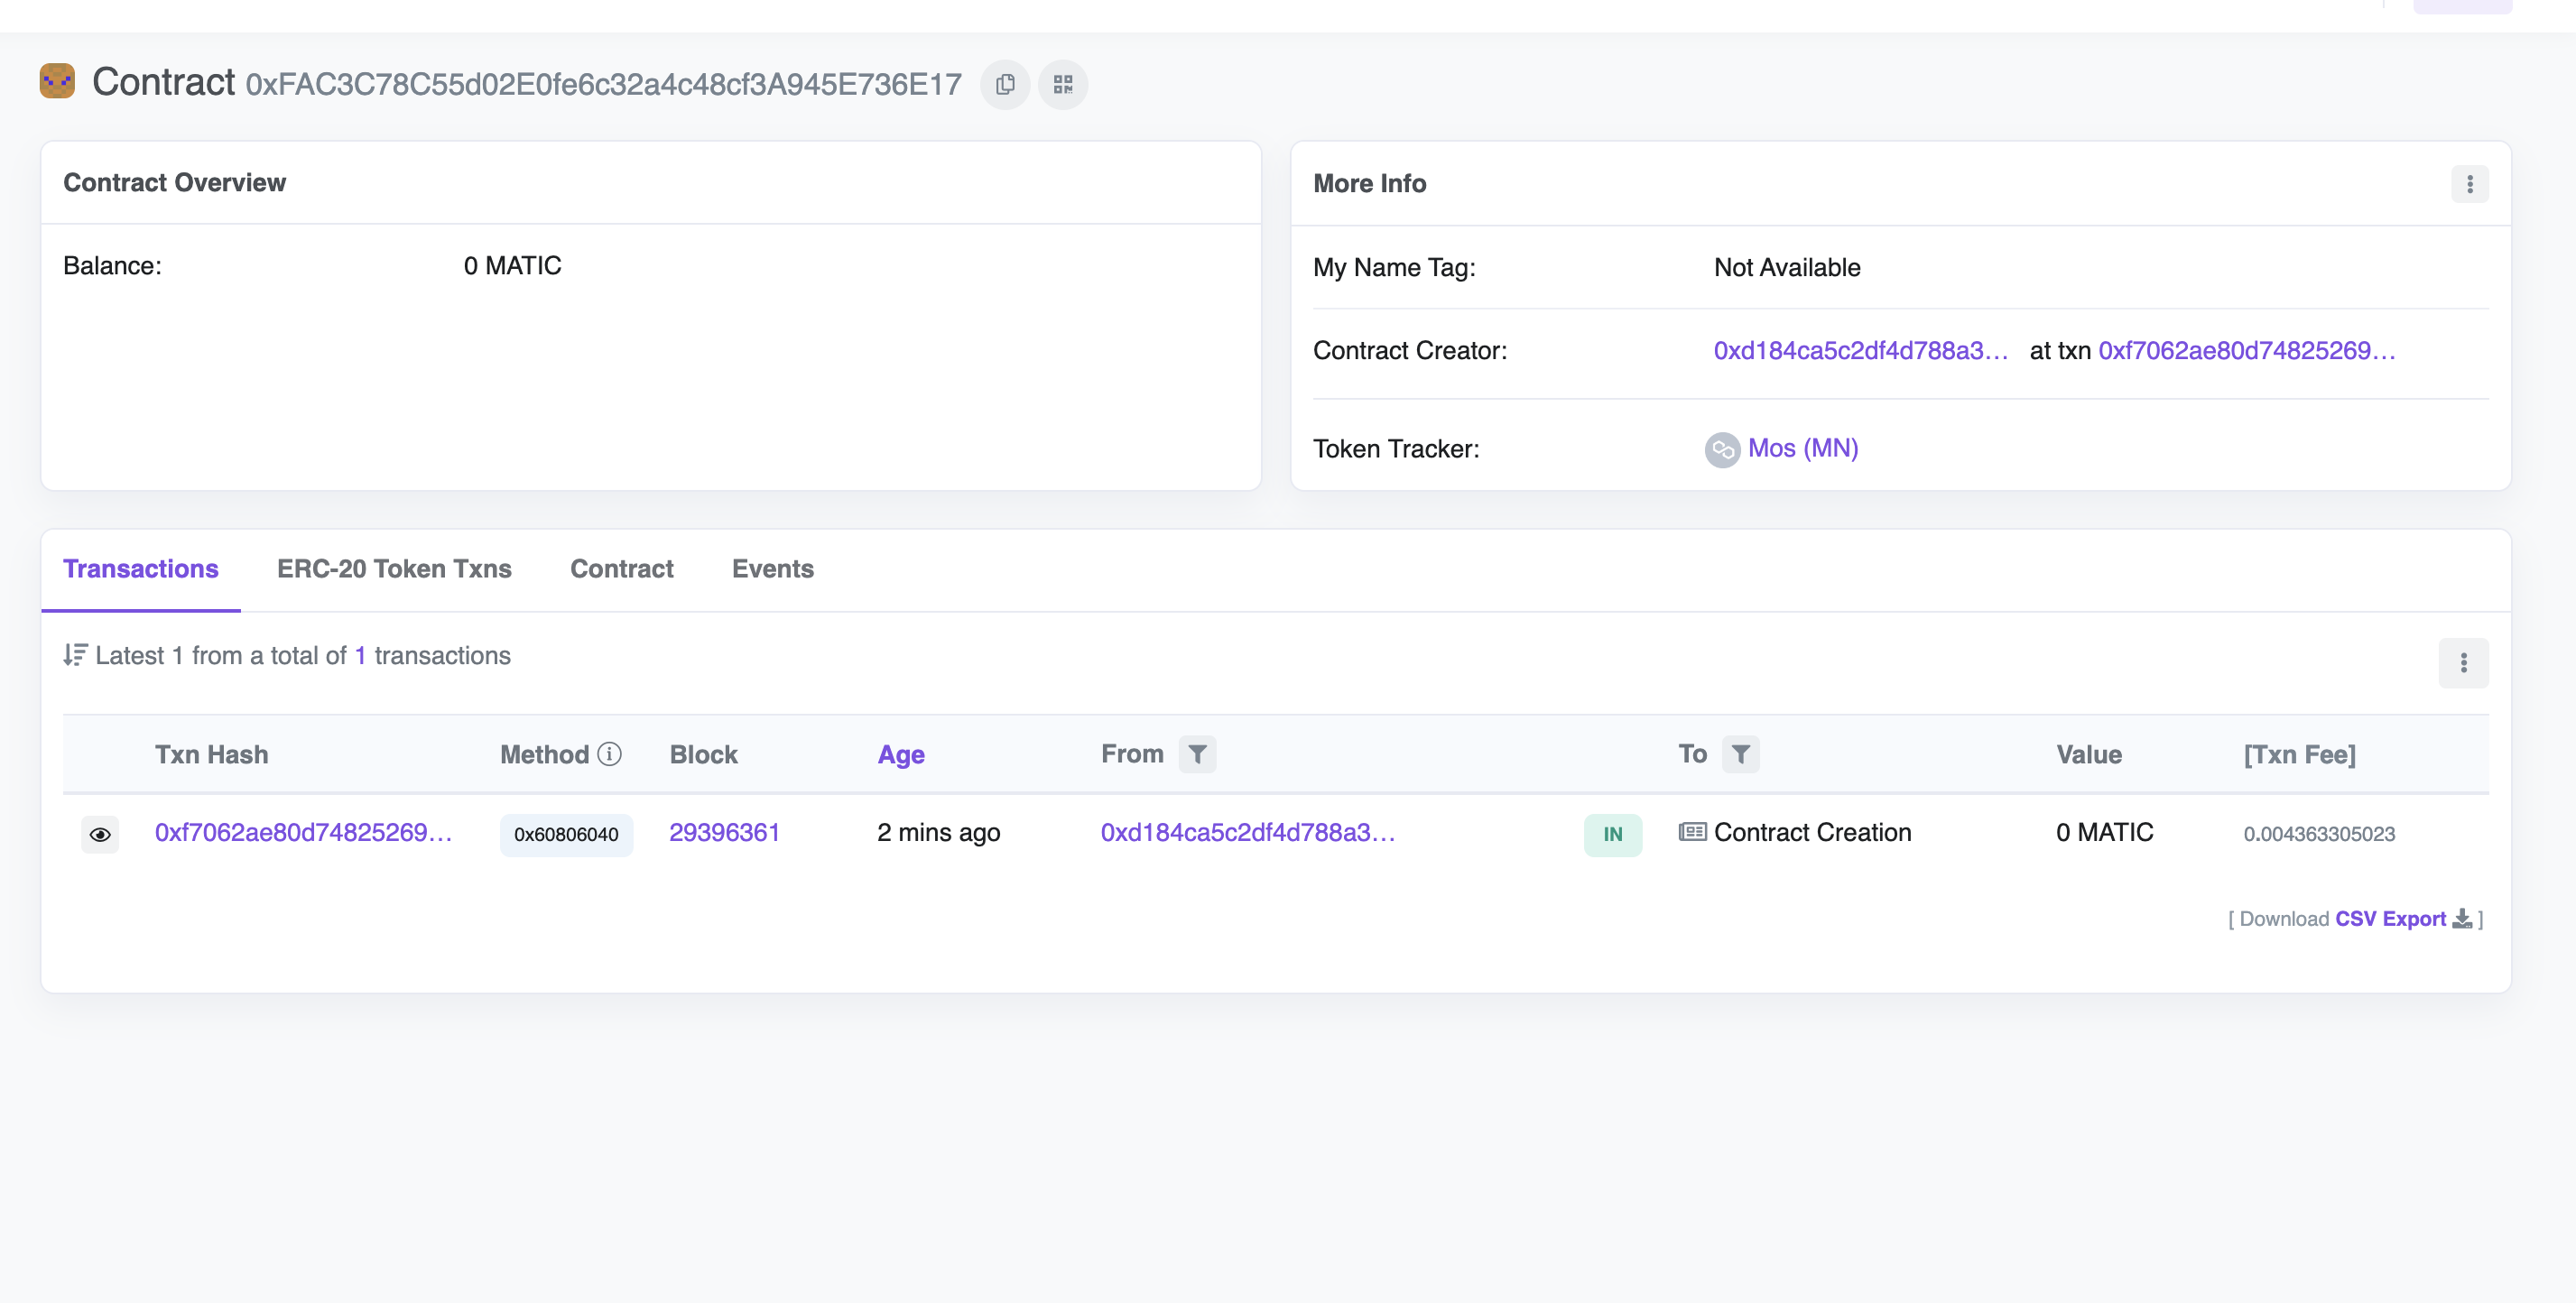 Contract 0xFAC3C78C55d02E0fe6c32a4c48cf3A945E736E17
Contract Overview
Balance: 0 MATIC
More Info
My Name Tag: Not Available
Contract Creator: 0xd184ca5c2df4d788a3... at txn 0xf7062ae80d74825269...
Token Tracker: Mos (MN)
Transactions ERC-20 Token Txns Contract Events
Latest 1 from a total of 1 transactions
Txn Hash Method Block Age From To Value [Txn Fee]
0xf7062ae80d74825269... 0x60806040 29396361 2 mins ago 0xd184ca5c2df4d788a3... IN Contract Creation 0 MATIC 0.004363305023
[ Download CSV Export ]